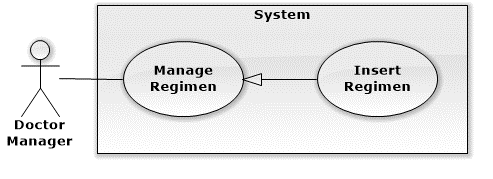 System
Manage
Regimen
Insert
Regimen
Doctor
Manager